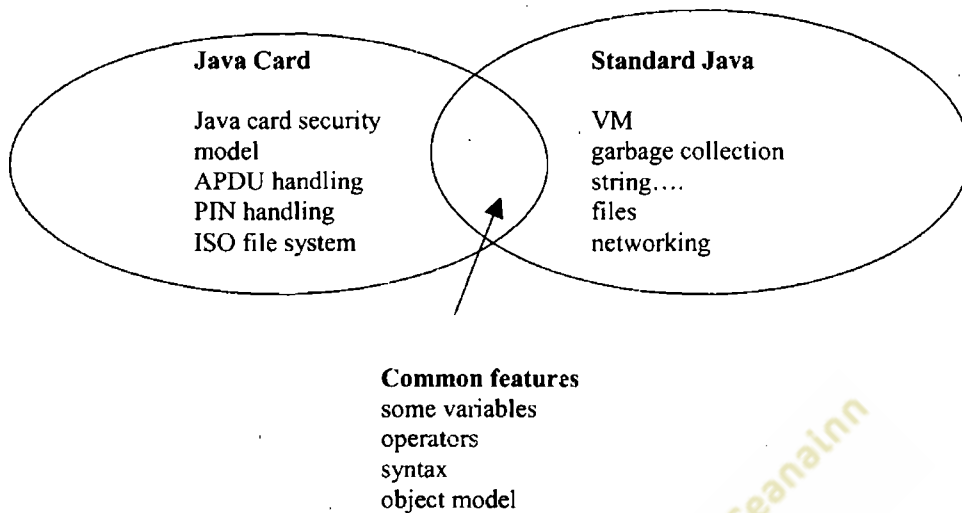 Java Card
Java card security
model
APDU handling
PIN handling
ISO file system
Standard Java
VM
garbage collection
string....
files
networking
Common features
some variables
operators
syntax
object model